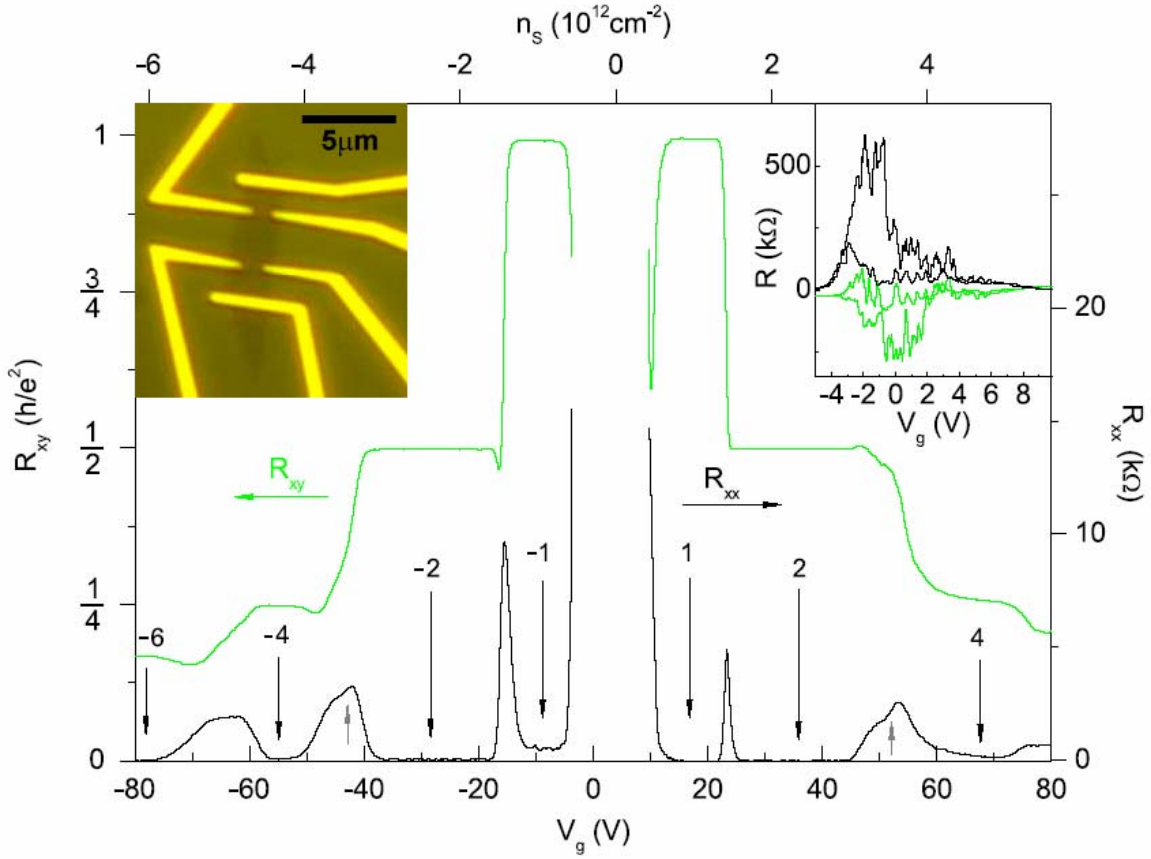 n_S (10^12 cm^-2)
-6 -4 -2 0 2 4
5μm
1
3/4
1/2
1/4
0
R_xy (h/e^2)
500
0
R (kΩ)
-4 -2 0 2 4 6 8
V_g (V)
20
10
0
R_xx (kΩ)
R_xy
R_xx
-6
-4
-2
-1
1
2
4
-80 -60 -40 -20 0 20 40 60 80
V_g (V)